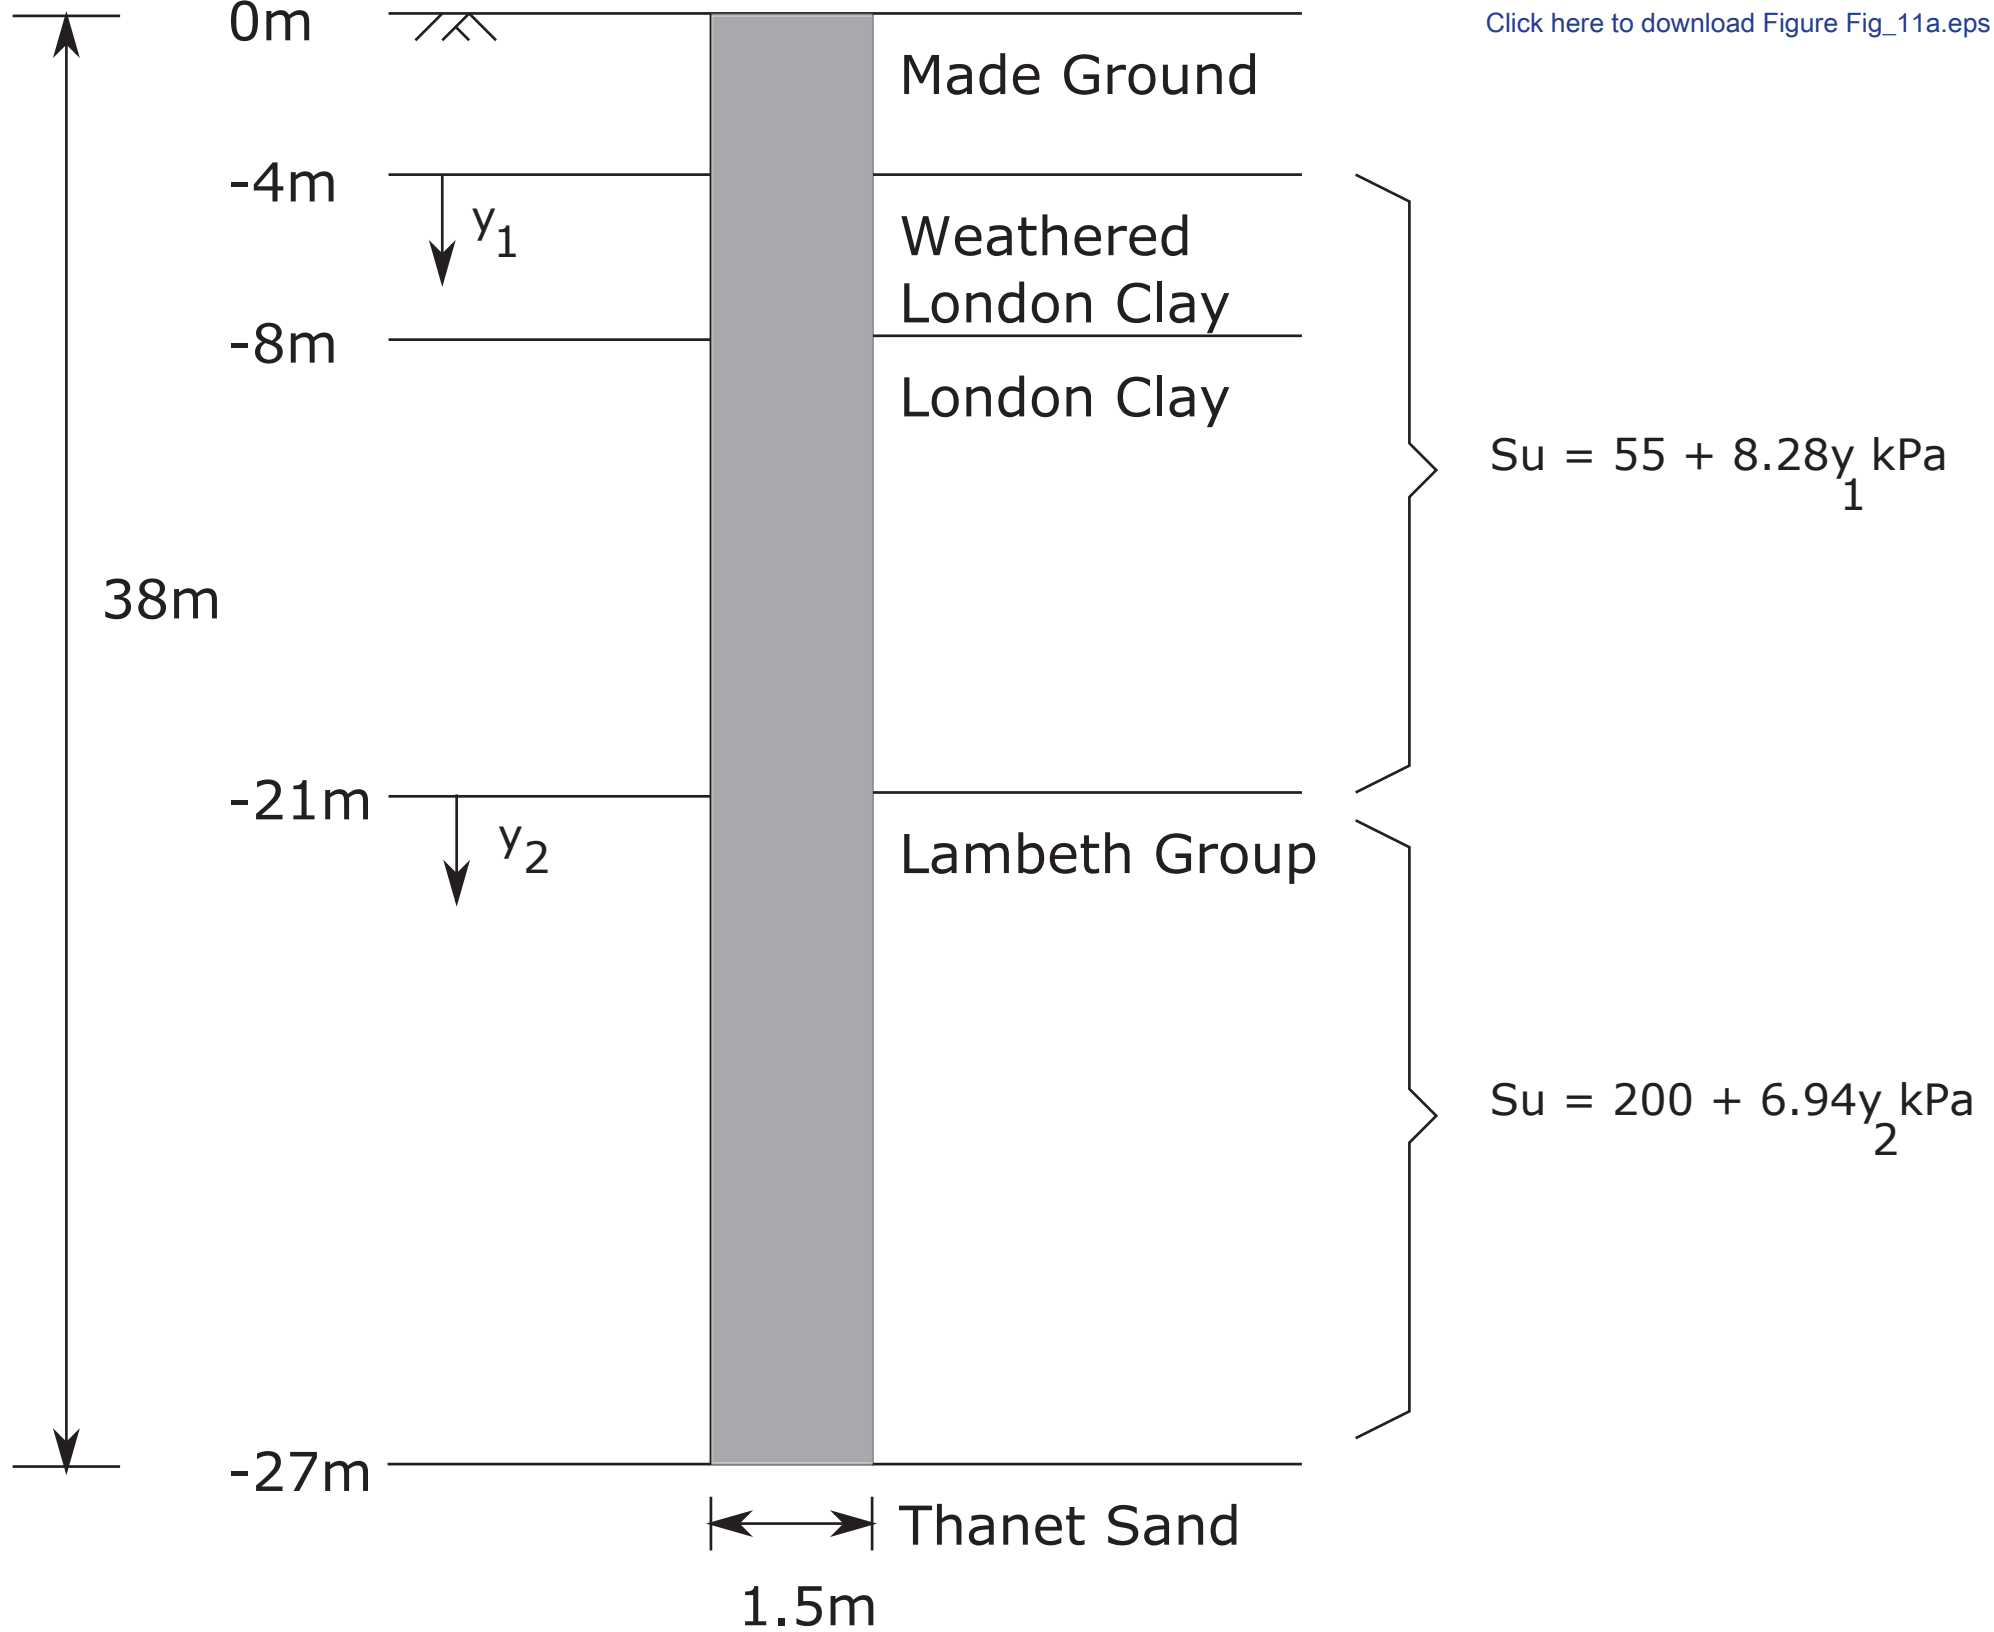 Click here to download Figure Fig_11a.eps
0m
Made Ground
-4m
y1
Weathered
London Clay
-8m
London Clay
Su = 55 + 8.28y1 kPa
38m
-21m
y2
Lambeth Group
Su = 200 + 6.94y2 kPa
-27m
Thanet Sand
1.5m